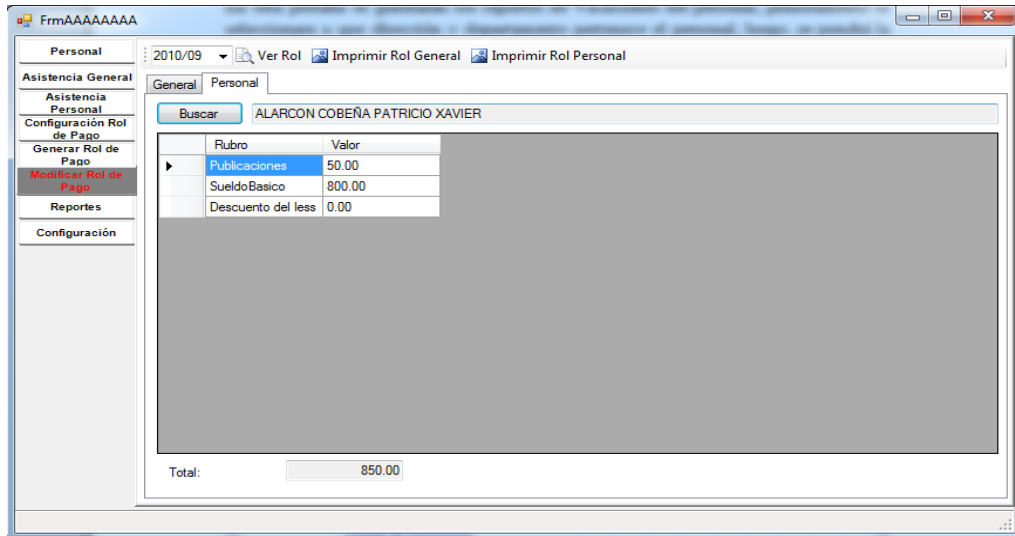 FrmAAAAAAAA
Personal
Asistencia General
Asistencia
Personal
Configuración Rol
de Pago
Generar Rol de
Pago
Modificar Rol de
Pago
Reportes
Configuración
2010/09 Ver Rol Imprimir Rol General Imprimir Rol Personal
General Personal
Buscar ALARCON COBEÑA PATRICIO XAVIER
Rubro Valor
Publicaciones 50.00
SueldoBasico 800.00
Descuento del Iess 0.00
Total: 850.00